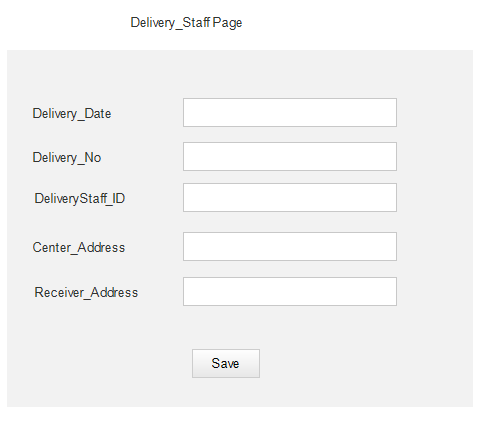 Delivery_Staff Page
Delivery_Date
Delivery_No
DeliveryStaff_ID
Center_Address
Receiver_Address
Save